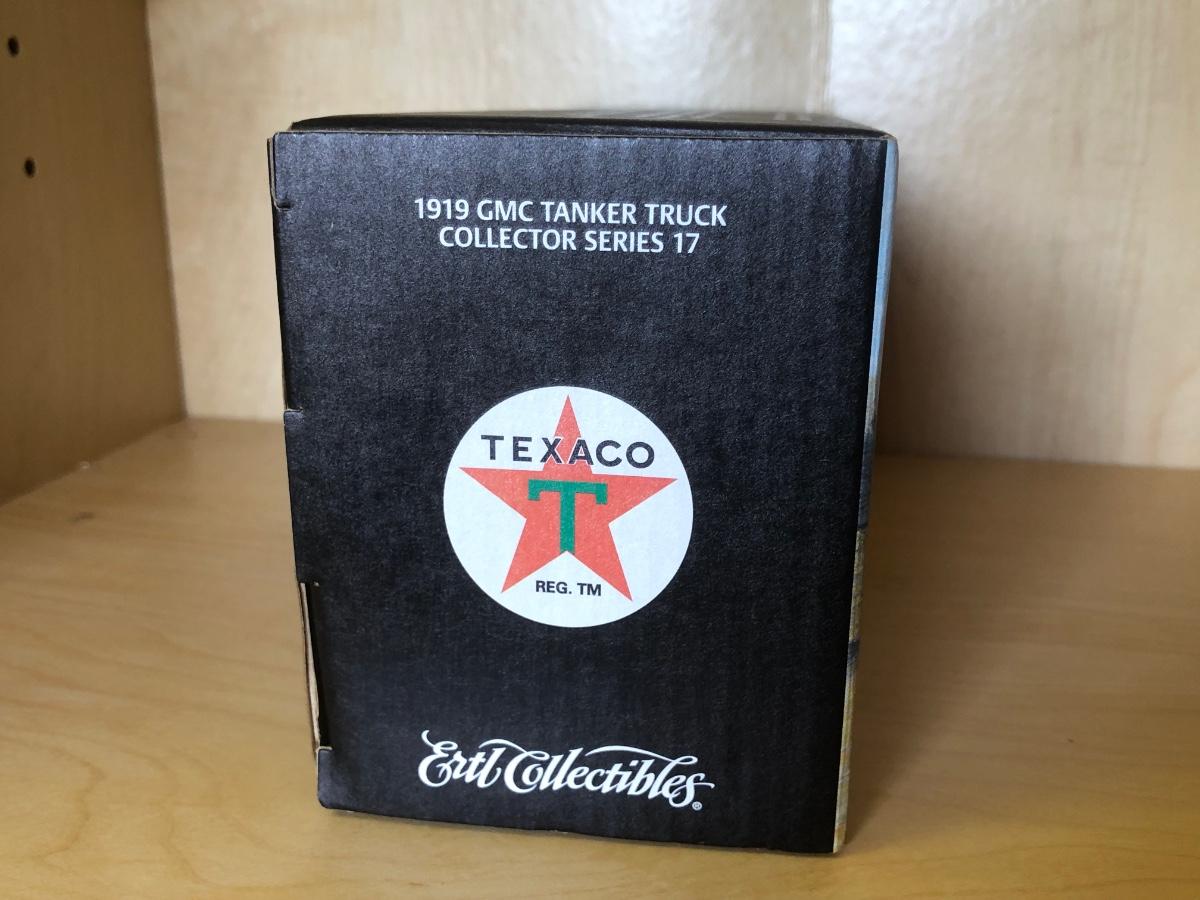 1919 GMC TANKER TRUCK
COLLECTOR SERIES 17
TEXACO
T
REG. TM
Ertl Collectibles®